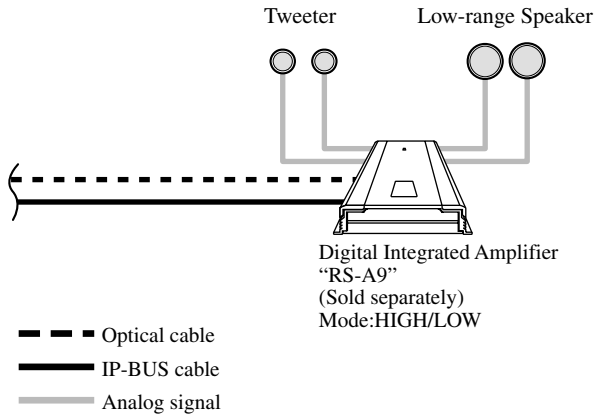 Tweeter
Low-range Speaker
Digital Integrated Amplifier
“RS-A9”
(Sold separately)
Mode:HIGH/LOW
Optical cable
IP-BUS cable
Analog signal